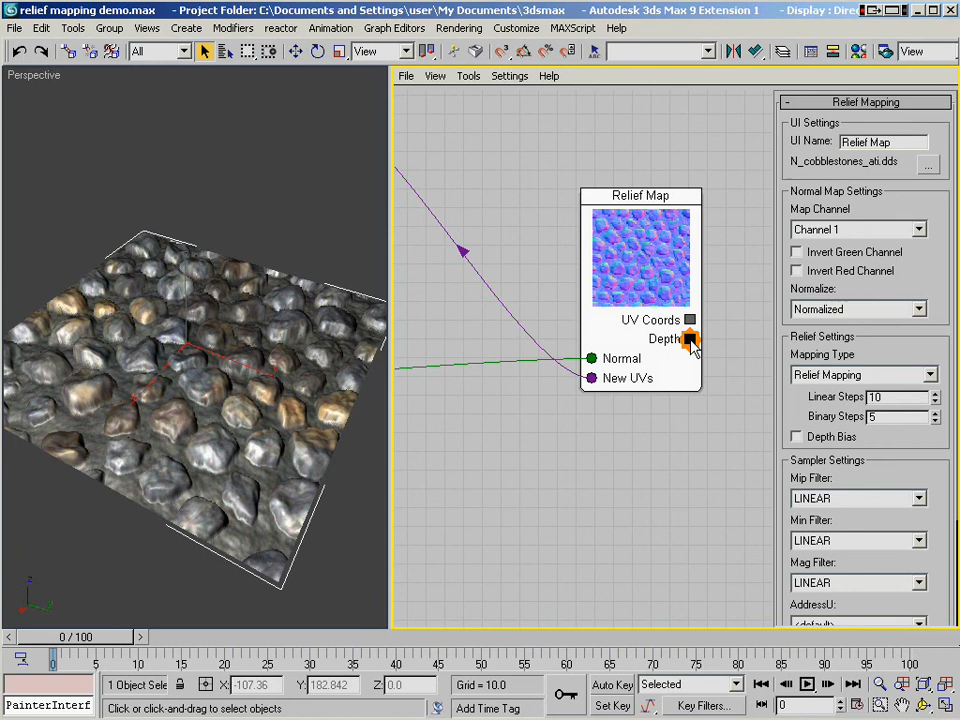 relief mapping demo.max - Project Folder: C:\Documents and Settings\user\My Documents\3dsmax - Autodesk 3ds Max 9 Extension 1 - Display : Direc
File Edit Tools Group Views Create Modifiers reactor Animation Graph Editors Rendering Customize MAXScript Help
All View View
Perspective
File View Tools Settings Help
Relief Map
UV Coords
Depth
Normal
New UVs
- Relief Mapping
UI Settings
UI Name: Relief Map
N_cobblestones_ati.dds ...
Normal Map Settings
Map Channel
Channel 1
Invert Green Channel
Invert Red Channel
Normalize:
Normalized
Relief Settings
Mapping Type
Relief Mapping
Linear Steps 10
Binary Steps 5
Depth Bias
Sampler Settings
Mip Filter:
LINEAR
Min Filter:
LINEAR
Mag Filter:
LINEAR
AddressU:
<default>
z
< 0 / 100 >
0 5 10 15 20 25 30 35 40 45 50 55 60 65 70 75 80 85 90 95 100
1 Object Sele X: -107.36 Y: 182.842 Z: 0.0 Grid = 10.0 Auto Key Selected
PainterInterf Click or click-and-drag to select objects Add Time Tag Set Key Key Filters... 0